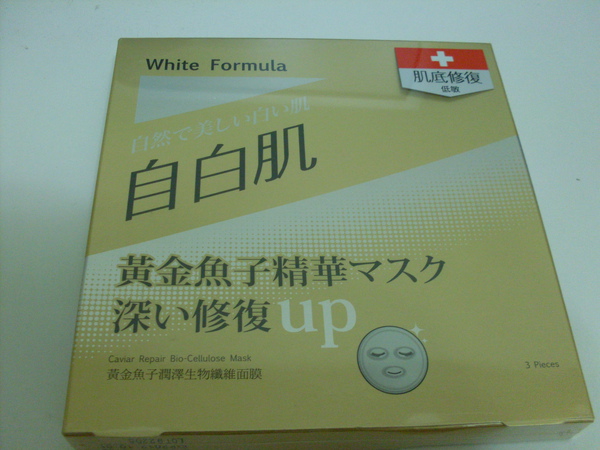 White Formula
肌底修復
低敏
自然で美しい白い肌
自白肌
黃金魚子精華マスク
深い修復up
Caviar Repair Bio-Cellulose Mask
3 Pieces
黃金魚子潤澤生物纖維面膜